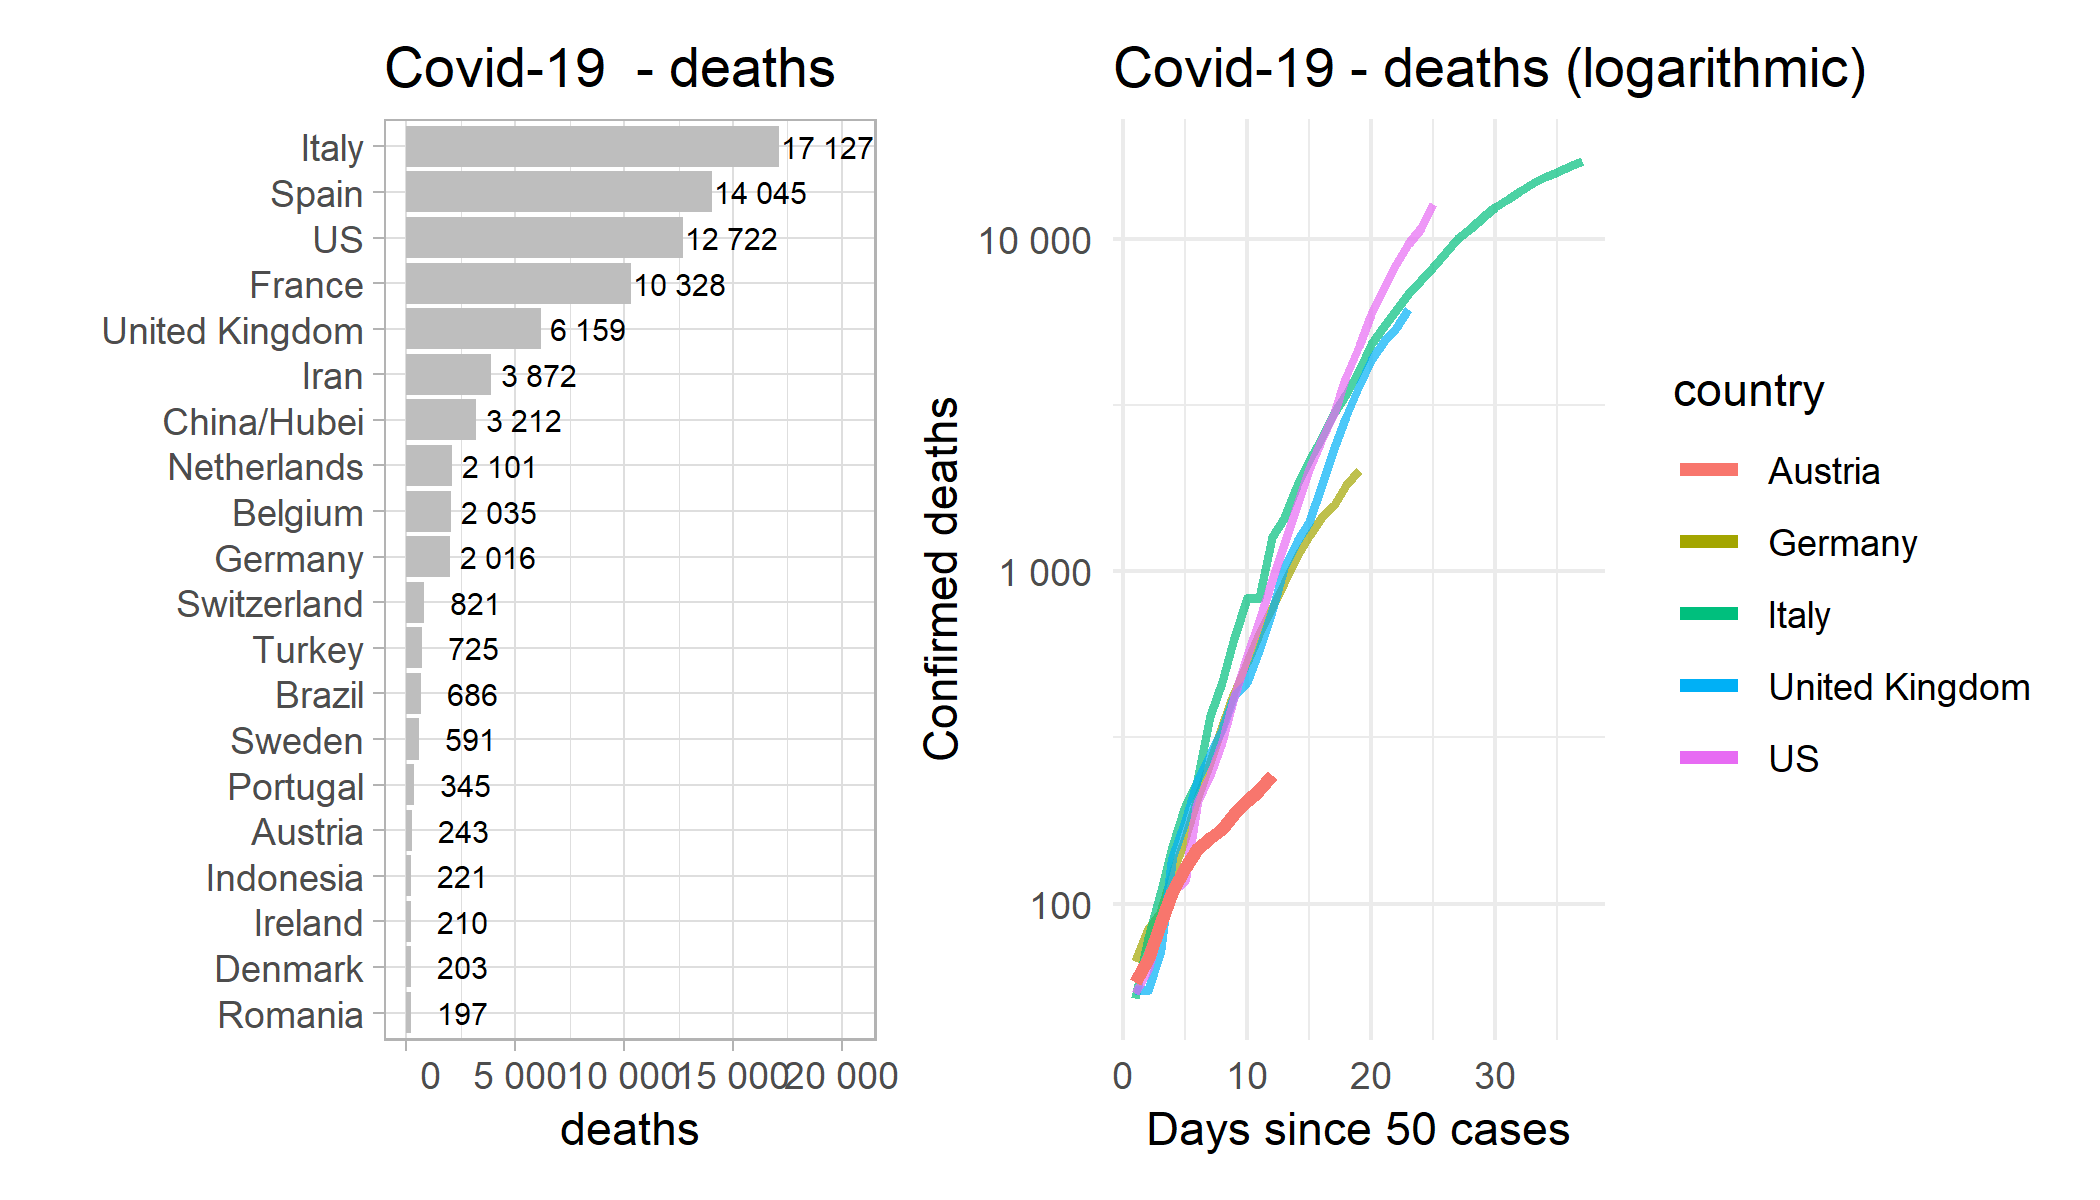 Covid-19  - deaths
Italy 17 127
Spain 14 045
US 12 722
France 10 328
United Kingdom 6 159
Iran 3 872
China/Hubei 3 212
Netherlands 2 101
Belgium 2 035
Germany 2 016
Switzerland 821
Turkey 725
Brazil 686
Sweden 591
Portugal 345
Austria 243
Indonesia 221
Ireland 210
Denmark 203
Romania 197
0 5 000 10 000 15 000 20 000
deaths
Covid-19 - deaths (logarithmic)
Confirmed deaths
10 000
1 000
100
0 10 20 30
Days since 50 cases
country
Austria
Germany
Italy
United Kingdom
US